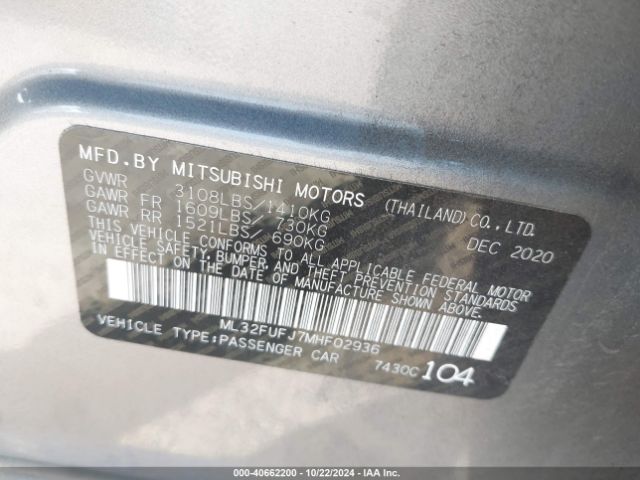 MFD.BY MITSUBISHI MOTORS (THAILAND)CO.,LTD.
GVWR 3108LBS/1410KG DEC 2020
GAWR FR 1609LBS/ 730KG
GAWR RR 1521LBS/ 690KG
THIS VEHICLE CONFORMS TO ALL APPLICABLE FEDERAL MOTOR
VEHICLE SAFETY,BUMPER,AND THEFT PREVENTION STANDARDS
IN EFFECT ON THE DATE OF MANUFACTURE SHOWN ABOVE.
ML32FUFJ7MHF02936
VEHICLE TYPE:PASSENGER CAR 7430C 104
000-40662200 - 10/22/2024 - IAA Inc.